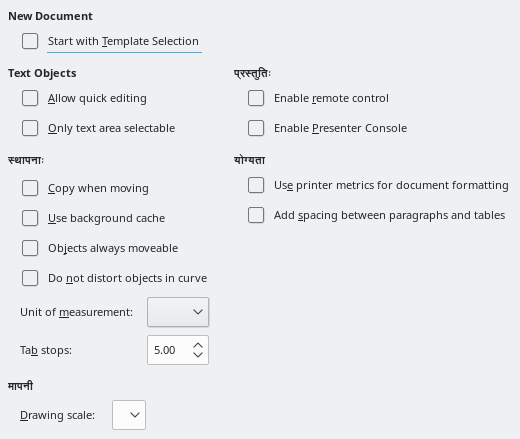 New Document
Start with Template Selection
Text Objects
Allow quick editing
Only text area selectable
प्रस्तुतिः
Enable remote control
Enable Presenter Console
स्थापनाः
Copy when moving
Use background cache
Objects always moveable
Do not distort objects in curve
Unit of measurement:
Tab stops:
5.00
योग्यता
Use printer metrics for document formatting
Add spacing between paragraphs and tables
मापनी
Drawing scale: